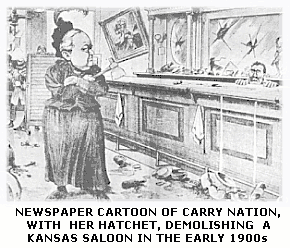 NEWSPAPER CARTOON OF CARRY NATION,
WITH HER HATCHET, DEMOLISHING A
KANSAS SALOON IN THE EARLY 1900s